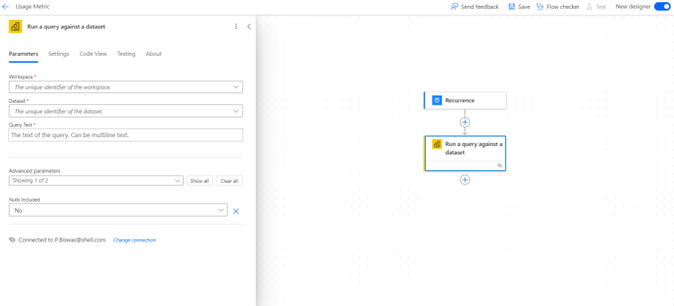 Usage Metric
Send feedback
Save
Flow checker
Test
New designer
Run a query against a dataset
Parameters
Settings
Code View
Testing
About
Workspace *
The unique identifier of the workspace.
Dataset *
The unique identifier of the dataset.
Query Text *
The text of the query. Can be multiline text.
Advanced parameters
Showing 1 of 2
Show all
Clear all
Nulls Included
No
Connected to P.Biswas@shell.com.
Change connection
Recurrence
Run a query against a
dataset